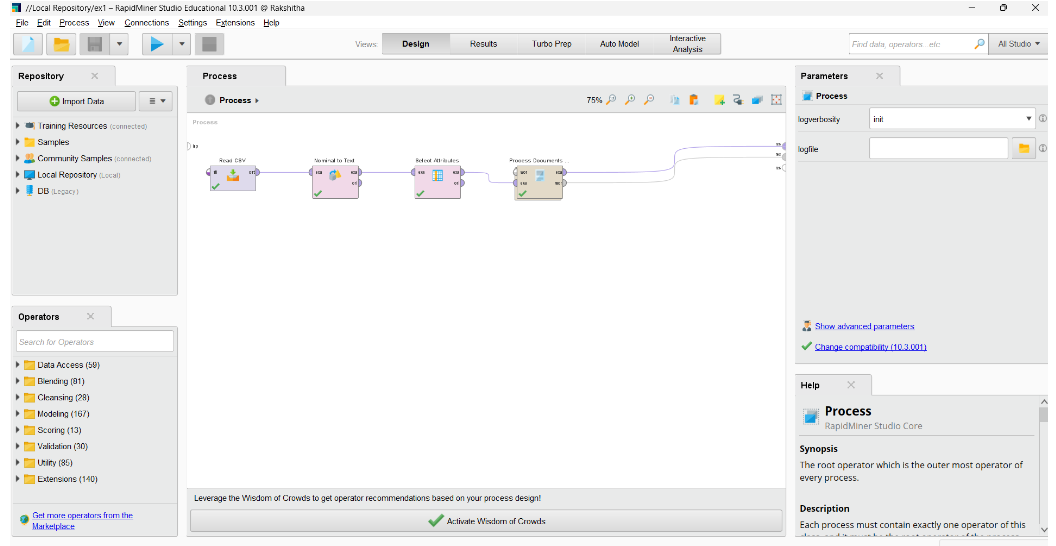 //Local Repository/ex1 – RapidMiner Studio Educational 10.3.001 @ Rakshitha
File Edit Process View Connections Settings Extensions Help
Views: Design Results Turbo Prep Auto Model Interactive Analysis
Find data, operators...etc All Studio
Repository
Import Data
Training Resources (connected)
Samples
Community Samples (connected)
Local Repository (Local)
DB (Legacy)
Operators
Search for Operators
Data Access (59)
Blending (81)
Cleansing (28)
Modeling (167)
Scoring (13)
Validation (30)
Utility (85)
Extensions (140)
Get more operators from the
Marketplace
Process
Process
75%
Process
Read CSV
Nominal to Text
Select Attributes
Process Documents ...
Leverage the Wisdom of Crowds to get operator recommendations based on your process design!
Activate Wisdom of Crowds
Parameters
Process
logverbosity init
logfile
Show advanced parameters
Change compatibility (10.3.001)
Help
Process
RapidMiner Studio Core
Synopsis
The root operator which is the outer most operator of
every process.
Description
Each process must contain exactly one operator of this